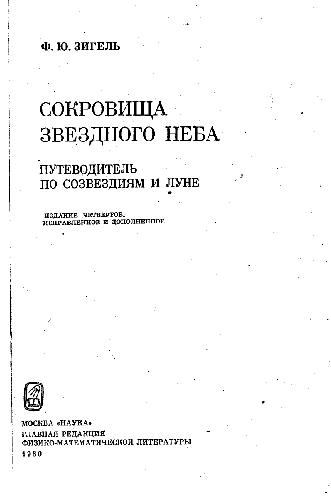 Ф. Ю. ЗИГЕЛЬ
СОКРОВИЩА
ЗВЕЗДНОГО НЕБА
ПУТЕВОДИТЕЛЬ
ПО СОЗВЕЗДИЯМ И ЛУНЕ
ИЗДАНИЕ ЧЕТВЕРТОЕ,
ИСПРАВЛЕННОЕ И ДОПОЛНЕННОЕ
МОСКВА «НАУКА»
ГЛАВНАЯ РЕДАКЦИЯ
ФИЗИКО-МАТЕМАТИЧЕСКОЙ ЛИТЕРАТУРЫ
1980